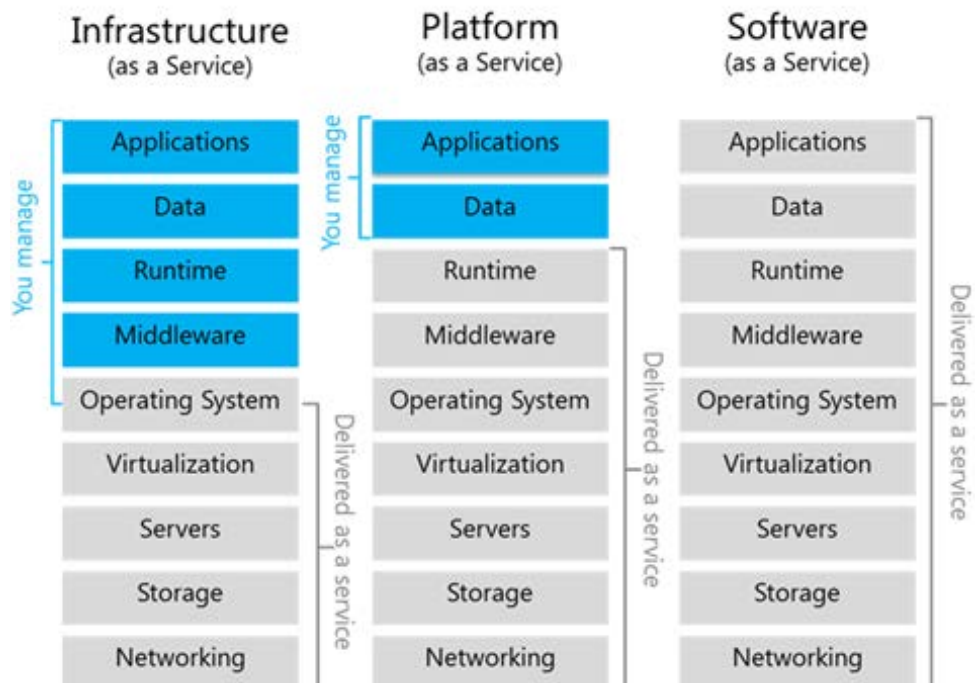 Infrastructure
(as a Service)
You manage
Applications
Data
Runtime
Middleware
Operating System
Virtualization
Servers
Storage
Networking
Delivered as a service
Platform
(as a Service)
You manage
Applications
Data
Runtime
Middleware
Operating System
Virtualization
Servers
Storage
Networking
Delivered as a service
Software
(as a Service)
Applications
Data
Runtime
Middleware
Operating System
Virtualization
Servers
Storage
Networking
Delivered as a service